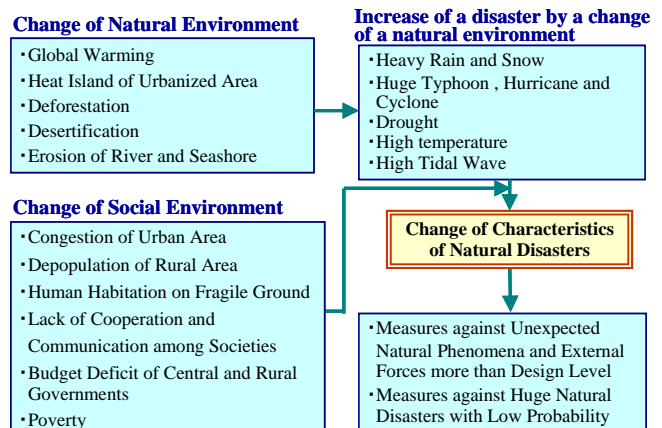 Change of Natural Environment
・Global Warming
・Heat Island of Urbanized Area
・Deforestation
・Desertification
・Erosion of River and Seashore
Increase of a disaster by a change
of a natural environment
・Heavy Rain and Snow
・Huge Typhoon , Hurricane and
Cyclone
・Drought
・High temperature
・High Tidal Wave
Change of Social Environment
・Congestion of Urban Area
・Depopulation of Rural Area
・Human Habitation on Fragile Ground
・Lack of Cooperation and
Communication among Societies
・Budget Deficit of Central and Rural
Governments
・Poverty
Change of Characteristics
of Natural Disasters
・Measures against Unexpected
Natural Phenomena and External
Forces more than Design Level
・Measures against Huge Natural
Disasters with Low Probability